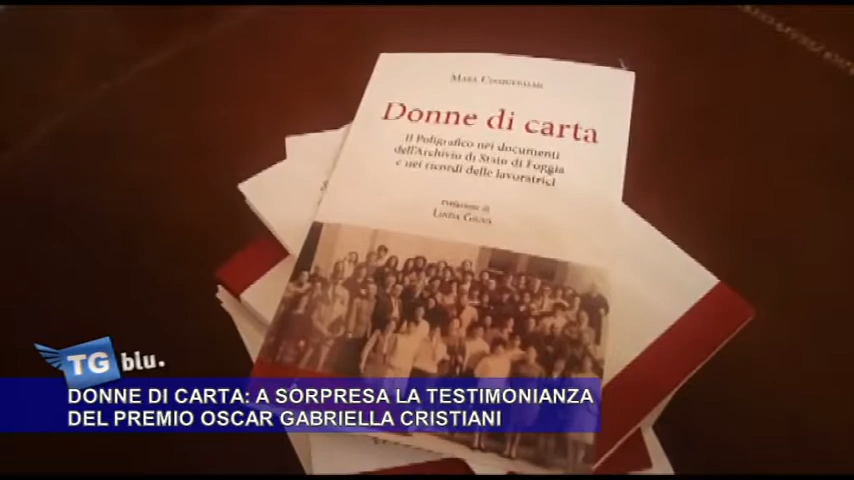 Donne di carta
Il Poligrafico nei documenti
dell'Archivio di Stato di Foggia
e nei ricordi delle lavoratrici
TG blu.
DONNE DI CARTA: A SORPRESA LA TESTIMONIANZA
DEL PREMIO OSCAR GABRIELLA CRISTIANI